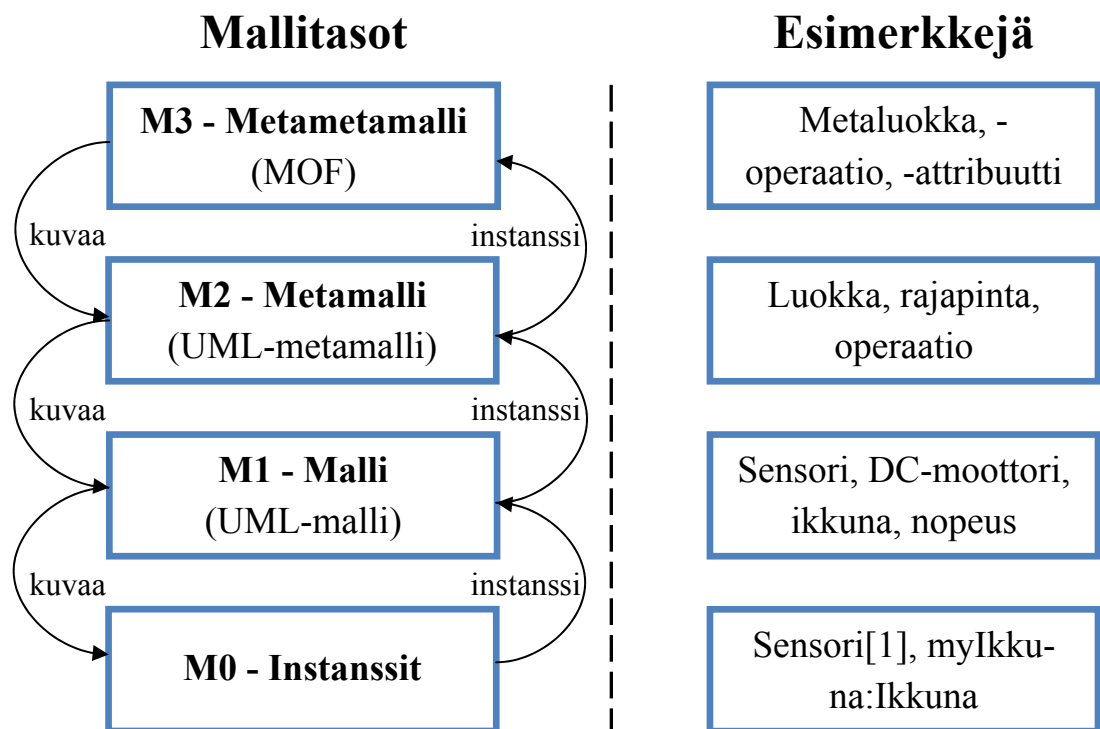 Mallitasot
Esimerkkejä
M3 - Metametamalli
(MOF)
Metaluokka, -
operaatio, -attribuutti
kuvaa
instanssi
M2 - Metamalli
(UML-metamalli)
Luokka, rajapinta,
operaatio
kuvaa
instanssi
M1 - Malli
(UML-malli)
Sensori, DC-moottori,
ikkuna, nopeus
kuvaa
instanssi
M0 - Instanssit
Sensori[1], myIkku-
na:Ikkuna